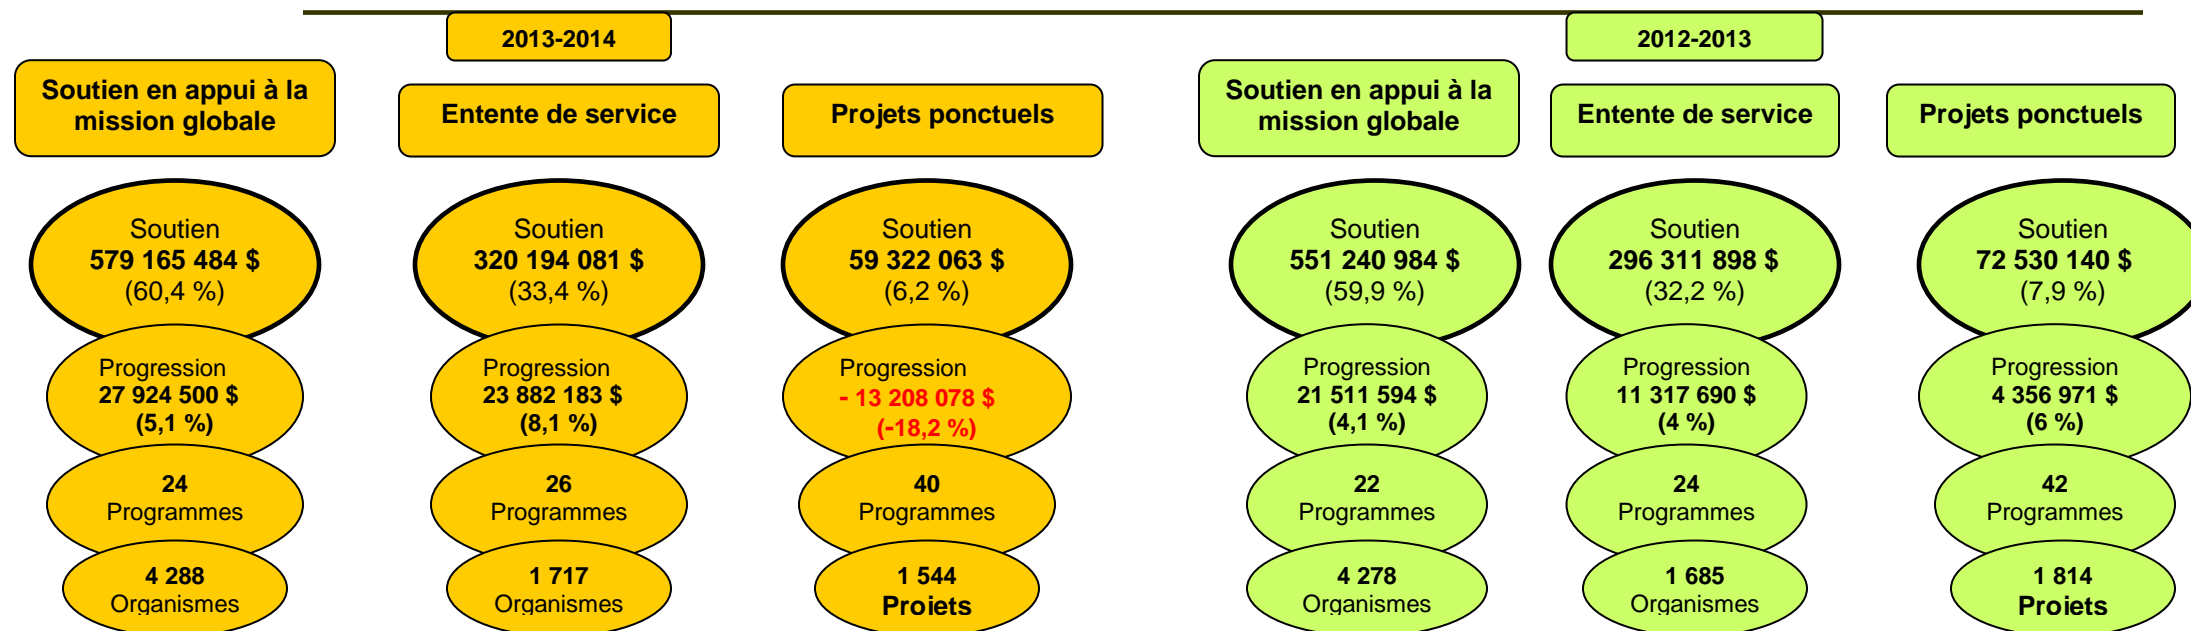 2013-2014
Soutien en appui à la
mission globale
Entente de service
Projets ponctuels
Soutien
579 165 484 $
(60,4 %)
Progression
27 924 500 $
(5,1 %)
24
Programmes
4 288
Organismes
Soutien
320 194 081 $
(33,4 %)
Progression
23 882 183 $
(8,1 %)
26
Programmes
1 717
Organismes
Soutien
59 322 063 $
(6,2 %)
Progression
- 13 208 078 $
(-18,2 %)
40
Programmes
1 544
Projets
2012-2013
Soutien en appui à la
mission globale
Entente de service
Projets ponctuels
Soutien
551 240 984 $
(59,9 %)
Progression
21 511 594 $
(4,1 %)
22
Programmes
4 278
Organismes
Soutien
296 311 898 $
(32,2 %)
Progression
11 317 690 $
(4 %)
24
Programmes
1 685
Organismes
Soutien
72 530 140 $
(7,9 %)
Progression
4 356 971 $
(6 %)
42
Programmes
1 814
Projets